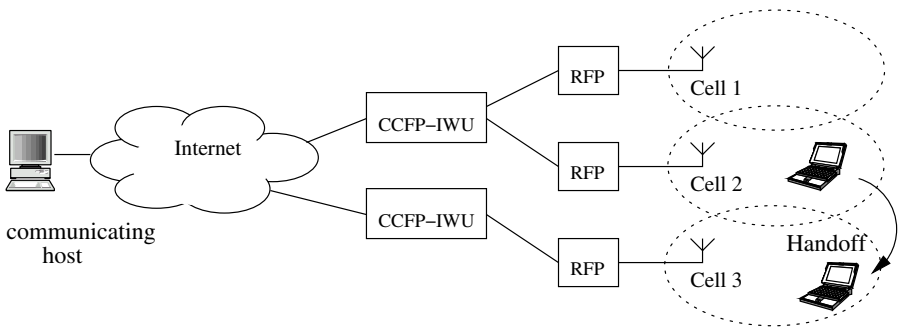 RFP
Cell 1
CCFP−IWU
Internet
RFP
Cell 2
communicating
host
CCFP−IWU
Handoff
RFP
Cell 3